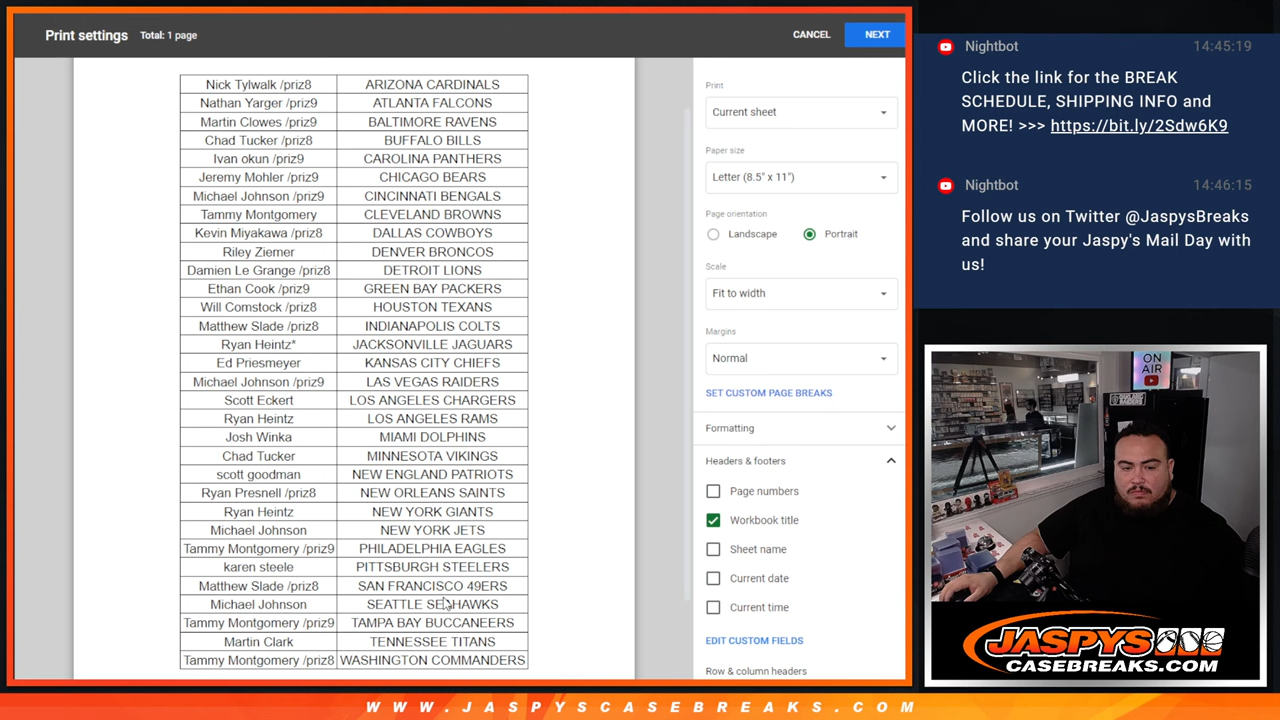 Print settings Total: 1 page CANCEL NEXT
Nick Tylwalk /priz8 ARIZONA CARDINALS
Nathan Yarger /priz9 ATLANTA FALCONS
Martin Clowes /priz9 BALTIMORE RAVENS
Chad Tucker /priz8 BUFFALO BILLS
Ivan okun /priz9 CAROLINA PANTHERS
Jeremy Mohler /priz9 CHICAGO BEARS
Michael Johnson /priz9 CINCINNATI BENGALS
Tammy Montgomery CLEVELAND BROWNS
Kevin Miyakawa /priz8 DALLAS COWBOYS
Riley Ziemer DENVER BRONCOS
Damien Le Grange /priz8 DETROIT LIONS
Ethan Cook /priz9 GREEN BAY PACKERS
Will Comstock /priz8 HOUSTON TEXANS
Matthew Slade /priz8 INDIANAPOLIS COLTS
Ryan Heintz* JACKSONVILLE JAGUARS
Ed Priesmeyer KANSAS CITY CHIEFS
Michael Johnson /priz9 LAS VEGAS RAIDERS
Scott Eckert LOS ANGELES CHARGERS
Ryan Heintz LOS ANGELES RAMS
Josh Winka MIAMI DOLPHINS
Chad Tucker MINNESOTA VIKINGS
scott goodman NEW ENGLAND PATRIOTS
Ryan Presnell /priz8 NEW ORLEANS SAINTS
Ryan Heintz NEW YORK GIANTS
Michael Johnson NEW YORK JETS
Tammy Montgomery /priz9 PHILADELPHIA EAGLES
karen steele PITTSBURGH STEELERS
Matthew Slade /priz8 SAN FRANCISCO 49ERS
Michael Johnson SEATTLE SEAHAWKS
Tammy Montgomery /priz9 TAMPA BAY BUCCANEERS
Martin Clark TENNESSEE TITANS
Tammy Montgomery /priz8 WASHINGTON COMMANDERS
Print
Current sheet
Paper size
Letter (8.5" x 11")
Page orientation
Landscape Portrait
Scale
Fit to width
Margins
Normal
SET CUSTOM PAGE BREAKS
Formatting
Headers & footers
Page numbers
Workbook title
Sheet name
Current date
Current time
EDIT CUSTOM FIELDS
Row & column headers
Nightbot 14:45:19
Click the link for the BREAK
SCHEDULE, SHIPPING INFO and
MORE! >>> https://bit.ly/2Sdw6K9
Nightbot 14:46:15
Follow us on Twitter @JaspysBreaks
and share your Jaspy's Mail Day with
us!
ON
AIR
JASPYS
CASEBREAKS.COM
WWW.JASPYSCASEBREAKS.COM